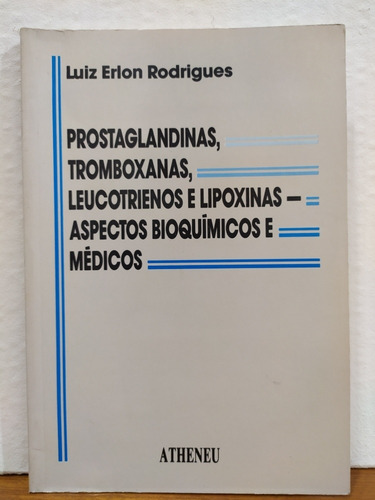 Luiz Erlon Rodrigues
PROSTAGLANDINAS,
TROMBOXANAS,
LEUCOTRIENOS E LIPOXINAS —
ASPECTOS BIOQUÍMICOS E
MÉDICOS
ATHENEU